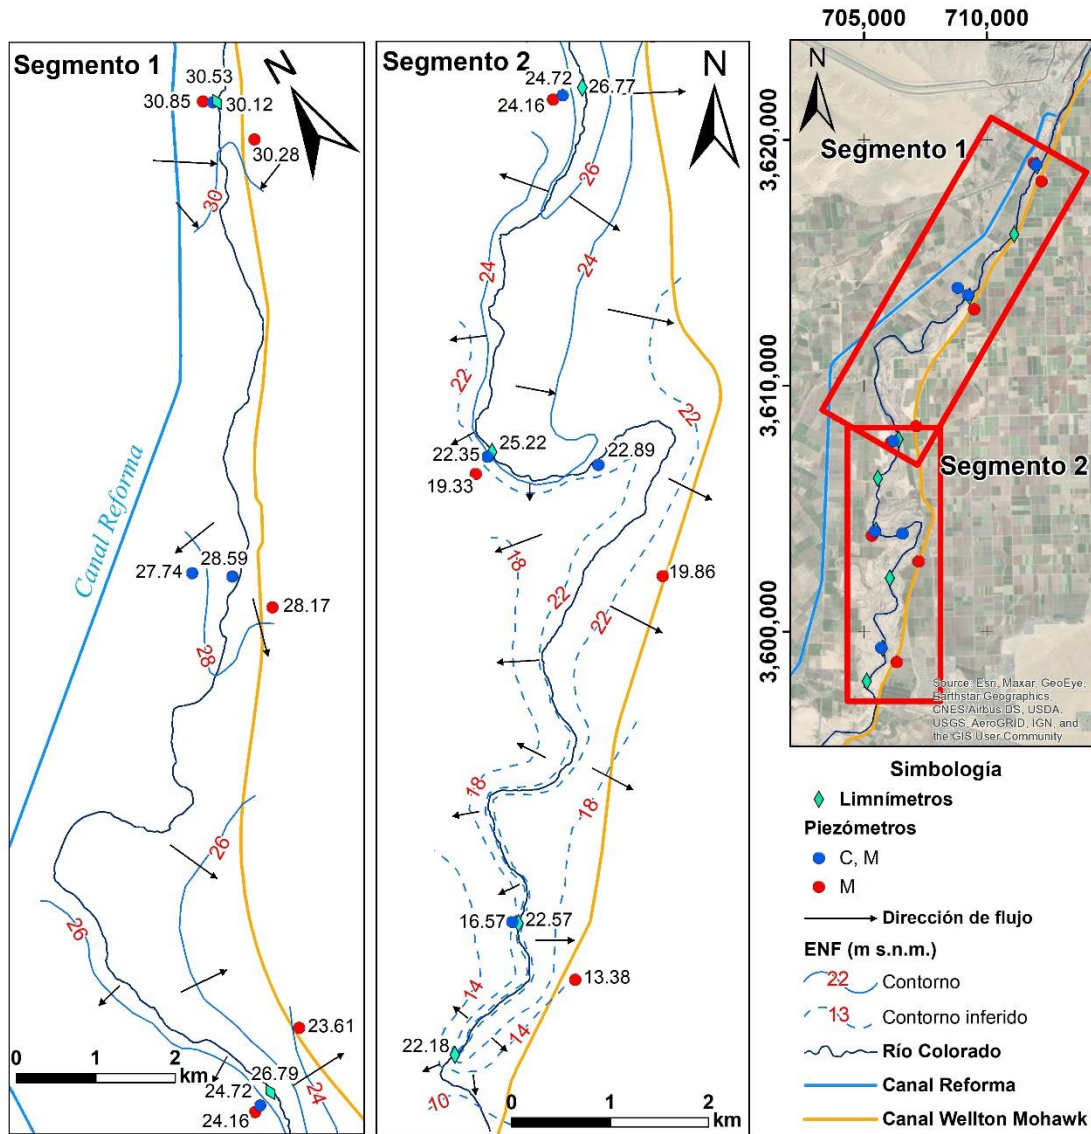 Segmento 1
N
30.53
30.85
30.12
30.28
30
Canal Reforma
27.74
28.59
28.17
28
26
26
23.61
26.79
24.72
24.16
24
0 1 2
km
Segmento 2
N
24.72
26.77
24.16
26
24
24
22
22
25.22
22.35
22.89
19.33
18
22
22
19.86
18
18
16.57
22.57
13.38
14
14
22.18
10
0 1 2
km
705,000 710,000
3,620,000
3,610,000
3,600,000
N
Segmento 1
Segmento 2
Source: Esri, Maxar, GeoEye,
Earthstar Geographics,
CNES/Airbus DS, USDA,
USGS, AeroGRID, IGN, and
the GIS User Community
Simbología
Limnímetros
Piezómetros
C, M
M
Dirección de flujo
ENF (m s.n.m.)
22 Contorno
13 Contorno inferido
Río Colorado
Canal Reforma
Canal Wellton Mohawk